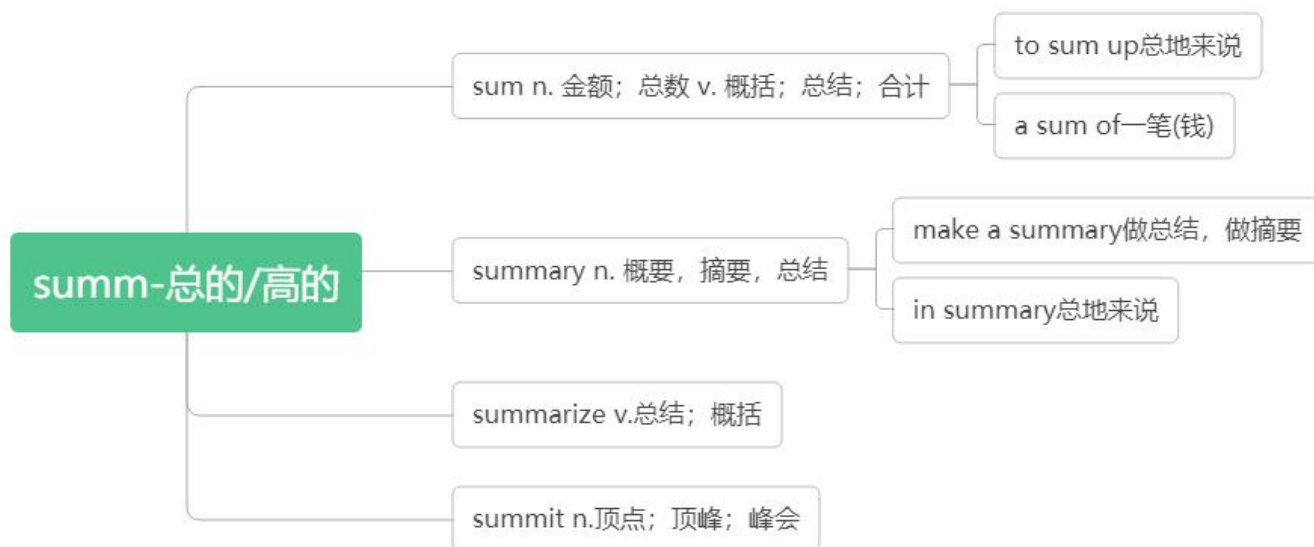 summ-总的/高的
sum n. 金额；总数 v. 概括；总结；合计
to sum up总地来说
a sum of一笔(钱)
summary n. 概要，摘要，总结
make a summary做总结，做摘要
in summary总地来说
summarize v.总结；概括
summit n.顶点；顶峰；峰会